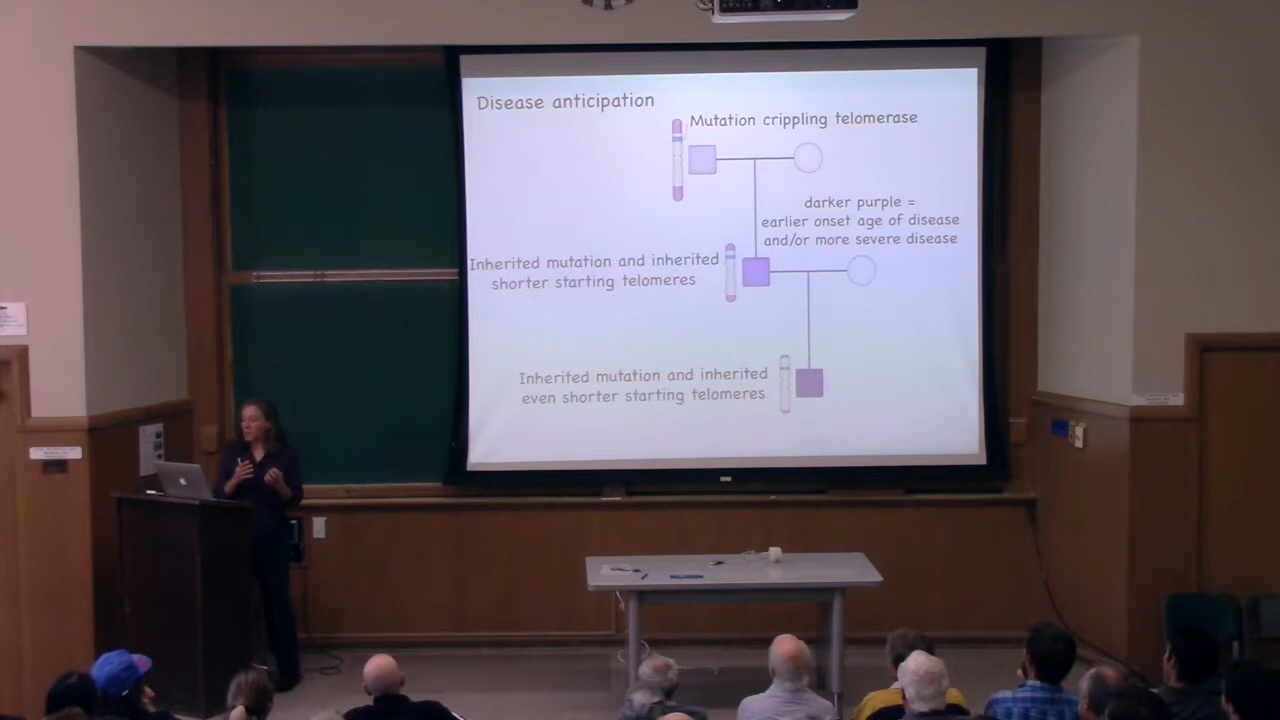 Disease anticipation
Mutation crippling telomerase
darker purple =
earlier onset age of disease
and/or more severe disease
Inherited mutation and inherited
shorter starting telomeres
Inherited mutation and inherited
even shorter starting telomeres